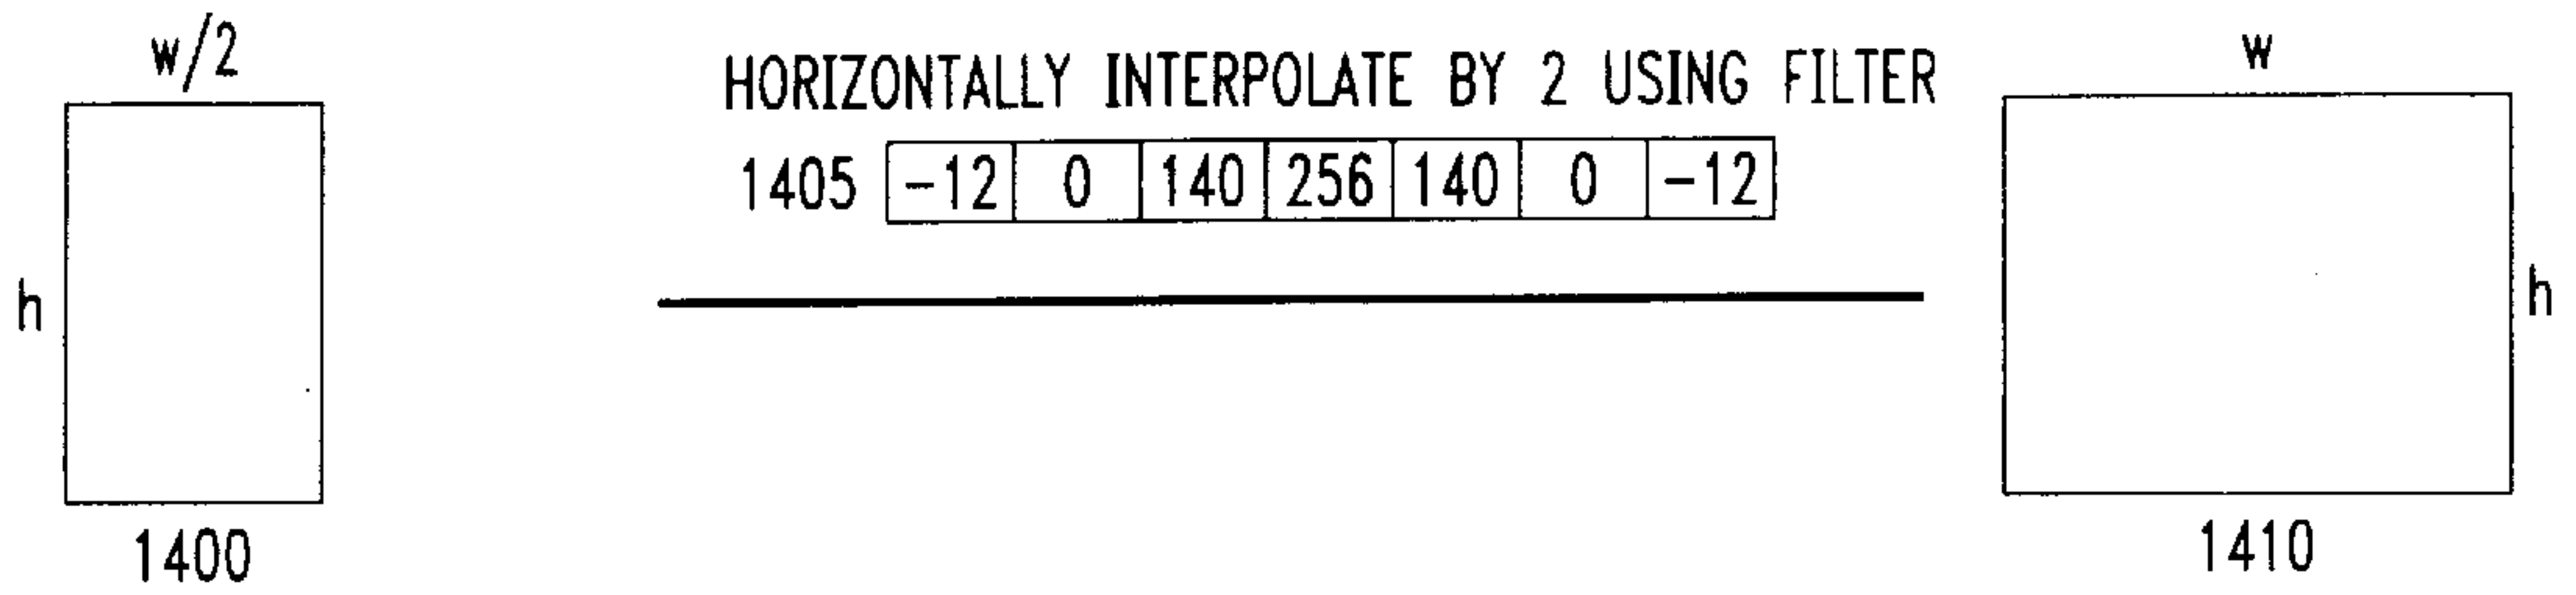 w/2
HORIZONTALLY INTERPOLATE BY 2 USING FILTER
w
1405 -12 0 140 256 140 0 -12
h
h
1400
1410